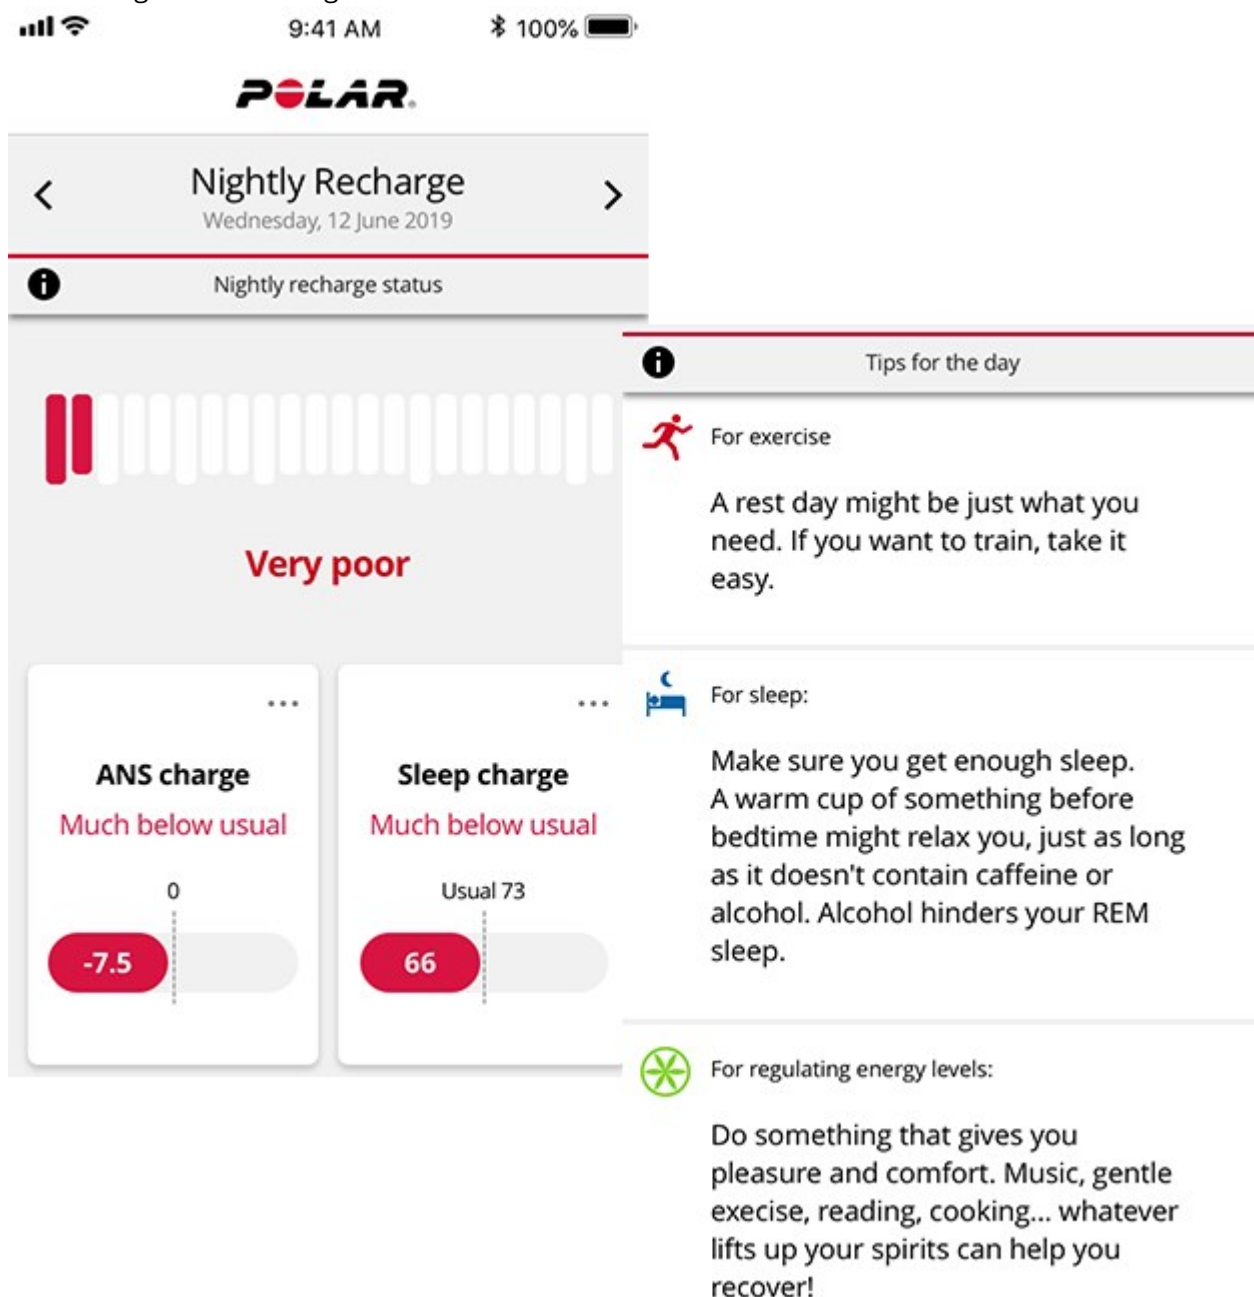 9:41 AM
100%
POLAR.
Nightly Recharge
Wednesday, 12 June 2019
Nightly recharge status
Very poor
ANS charge
Much below usual
0
-7.5
Sleep charge
Much below usual
Usual 73
66
Tips for the day
For exercise
A rest day might be just what you
need. If you want to train, take it
easy.
For sleep:
Make sure you get enough sleep.
A warm cup of something before
bedtime might relax you, just as long
as it doesn't contain caffeine or
alcohol. Alcohol hinders your REM
sleep.
For regulating energy levels:
Do something that gives you
pleasure and comfort. Music, gentle
execise, reading, cooking... whatever
lifts up your spirits can help you
recover!